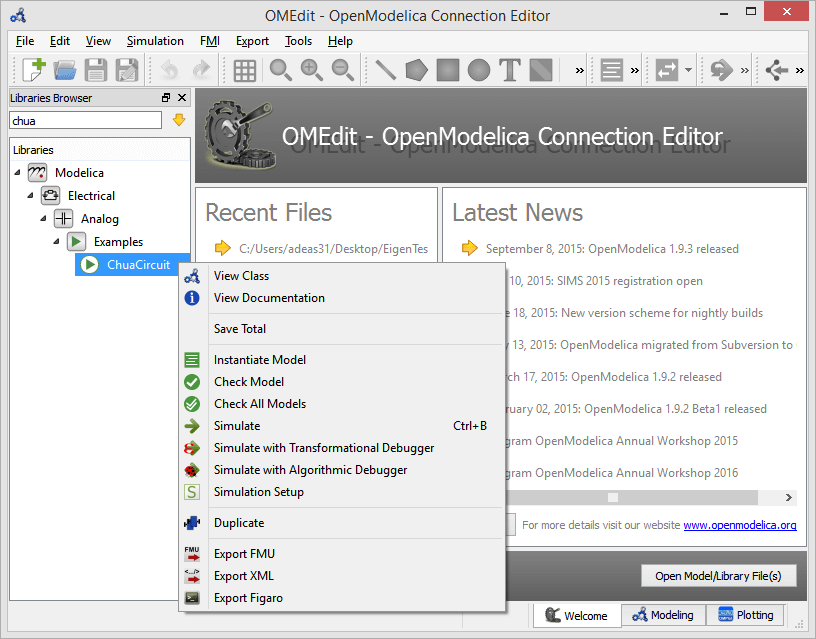 OMEdit - OpenModelica Connection Editor
File Edit View Simulation FMI Export Tools Help
Libraries Browser
chua
Libraries
Modelica
Electrical
Analog
Examples
ChuaCircuit
OMEdit - OpenModelica Connection Editor
Recent Files
C:/Users/adeas31/Desktop/EigenTes
Latest News
September 8, 2015: OpenModelica 1.9.3 released
10, 2015: SIMS 2015 registration open
18, 2015: New version scheme for nightly builds
13, 2015: OpenModelica migrated from Subversion to
ch 17, 2015: OpenModelica 1.9.2 released
ruary 02, 2015: OpenModelica 1.9.2 Beta1 released
gram OpenModelica Annual Workshop 2015
gram OpenModelica Annual Workshop 2016
For more details visit our website www.openmodelica.org
View Class
View Documentation
Save Total
Instantiate Model
Check Model
Check All Models
Simulate Ctrl+B
Simulate with Transformational Debugger
Simulate with Algorithmic Debugger
S Simulation Setup
Duplicate
FMU Export FMU
Export XML
Export Figaro
Open Model/Library File(s)
Welcome Modeling Plotting